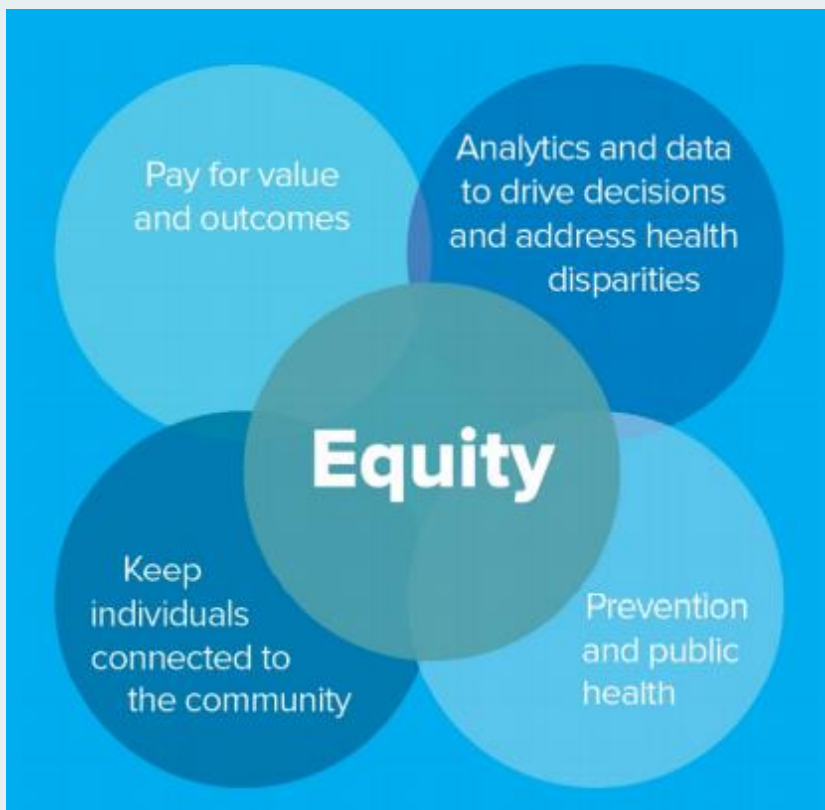 Pay for value
and outcomes
Analytics and data
to drive decisions
and address health
disparities
Equity
Keep
individuals
connected to
the community
Prevention
and public
health